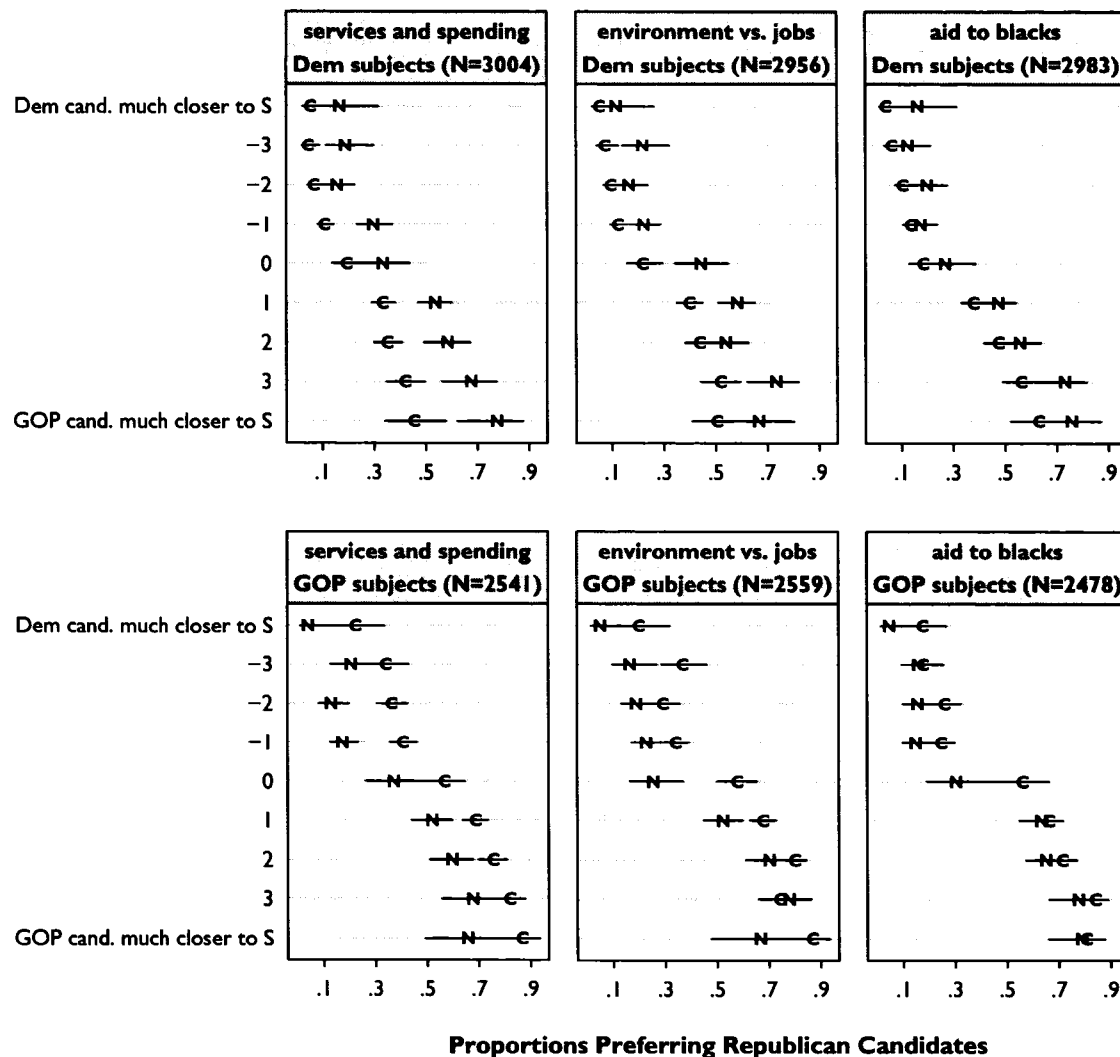 services and spending
Dem subjects (N=3004)
environment vs. jobs
Dem subjects (N=2956)
aid to blacks
Dem subjects (N=2983)
Dem cand. much closer to S C N C N C N
−3 C N C N C N
−2 C N C N C N
−1 C N C N C N
0 C N C N C N
1 C N C N C N
2 C N C N C N
3 C N C N C N
GOP cand. much closer to S C N C N C N
.1 .3 .5 .7 .9 .1 .3 .5 .7 .9 .1 .3 .5 .7 .9
services and spending
GOP subjects (N=2541)
environment vs. jobs
GOP subjects (N=2559)
aid to blacks
GOP subjects (N=2478)
Dem cand. much closer to S N C N C N C
−3 N C N C N C
−2 N C N C N C
−1 N C N C N C
0 N C N C N C
1 N C N C N C
2 N C N C N C
3 N C C N N C
GOP cand. much closer to S N C N C N C
.1 .3 .5 .7 .9 .1 .3 .5 .7 .9 .1 .3 .5 .7 .9
Proportions Preferring Republican Candidates